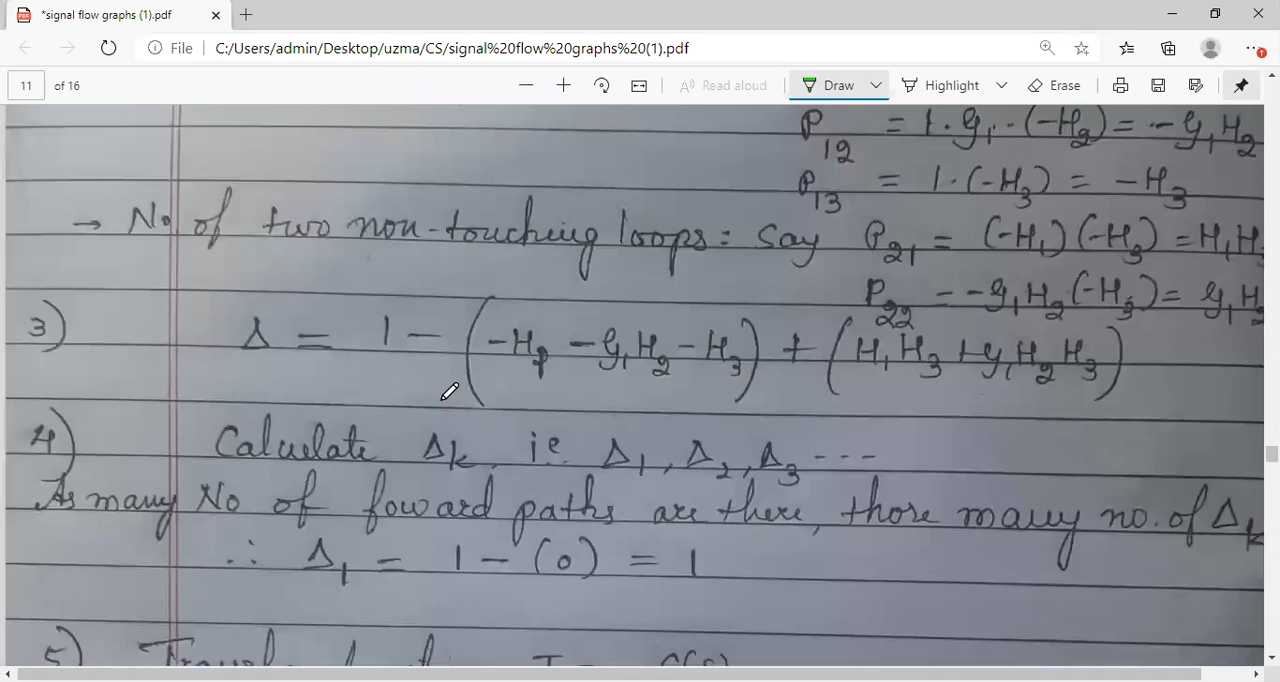 *signal flow graphs (1).pdf
File C:/Users/admin/Desktop/uzma/CS/signal%20flow%20graphs%20(1).pdf
11 of 16 Read aloud Draw Highlight Erase
P12 = 1. G1 . (-H2) = -G1H2
P13 = 1. (-H3) = -H3
→ No of two non-touching loops : say P21 = (-H1) (-H3) = H1H
P22 = -G1H2 (-H3) = G1H2
3) Δ = 1 - (-H1 - G1H2 - H3) + (H1H3 + G1H2H3)
4) Calculate Δk. ie Δ1, Δ2, Δ3 ---
As many No of foward paths are there, those many no. of Δk
∴ Δ1 = 1 - (0) = 1
5)